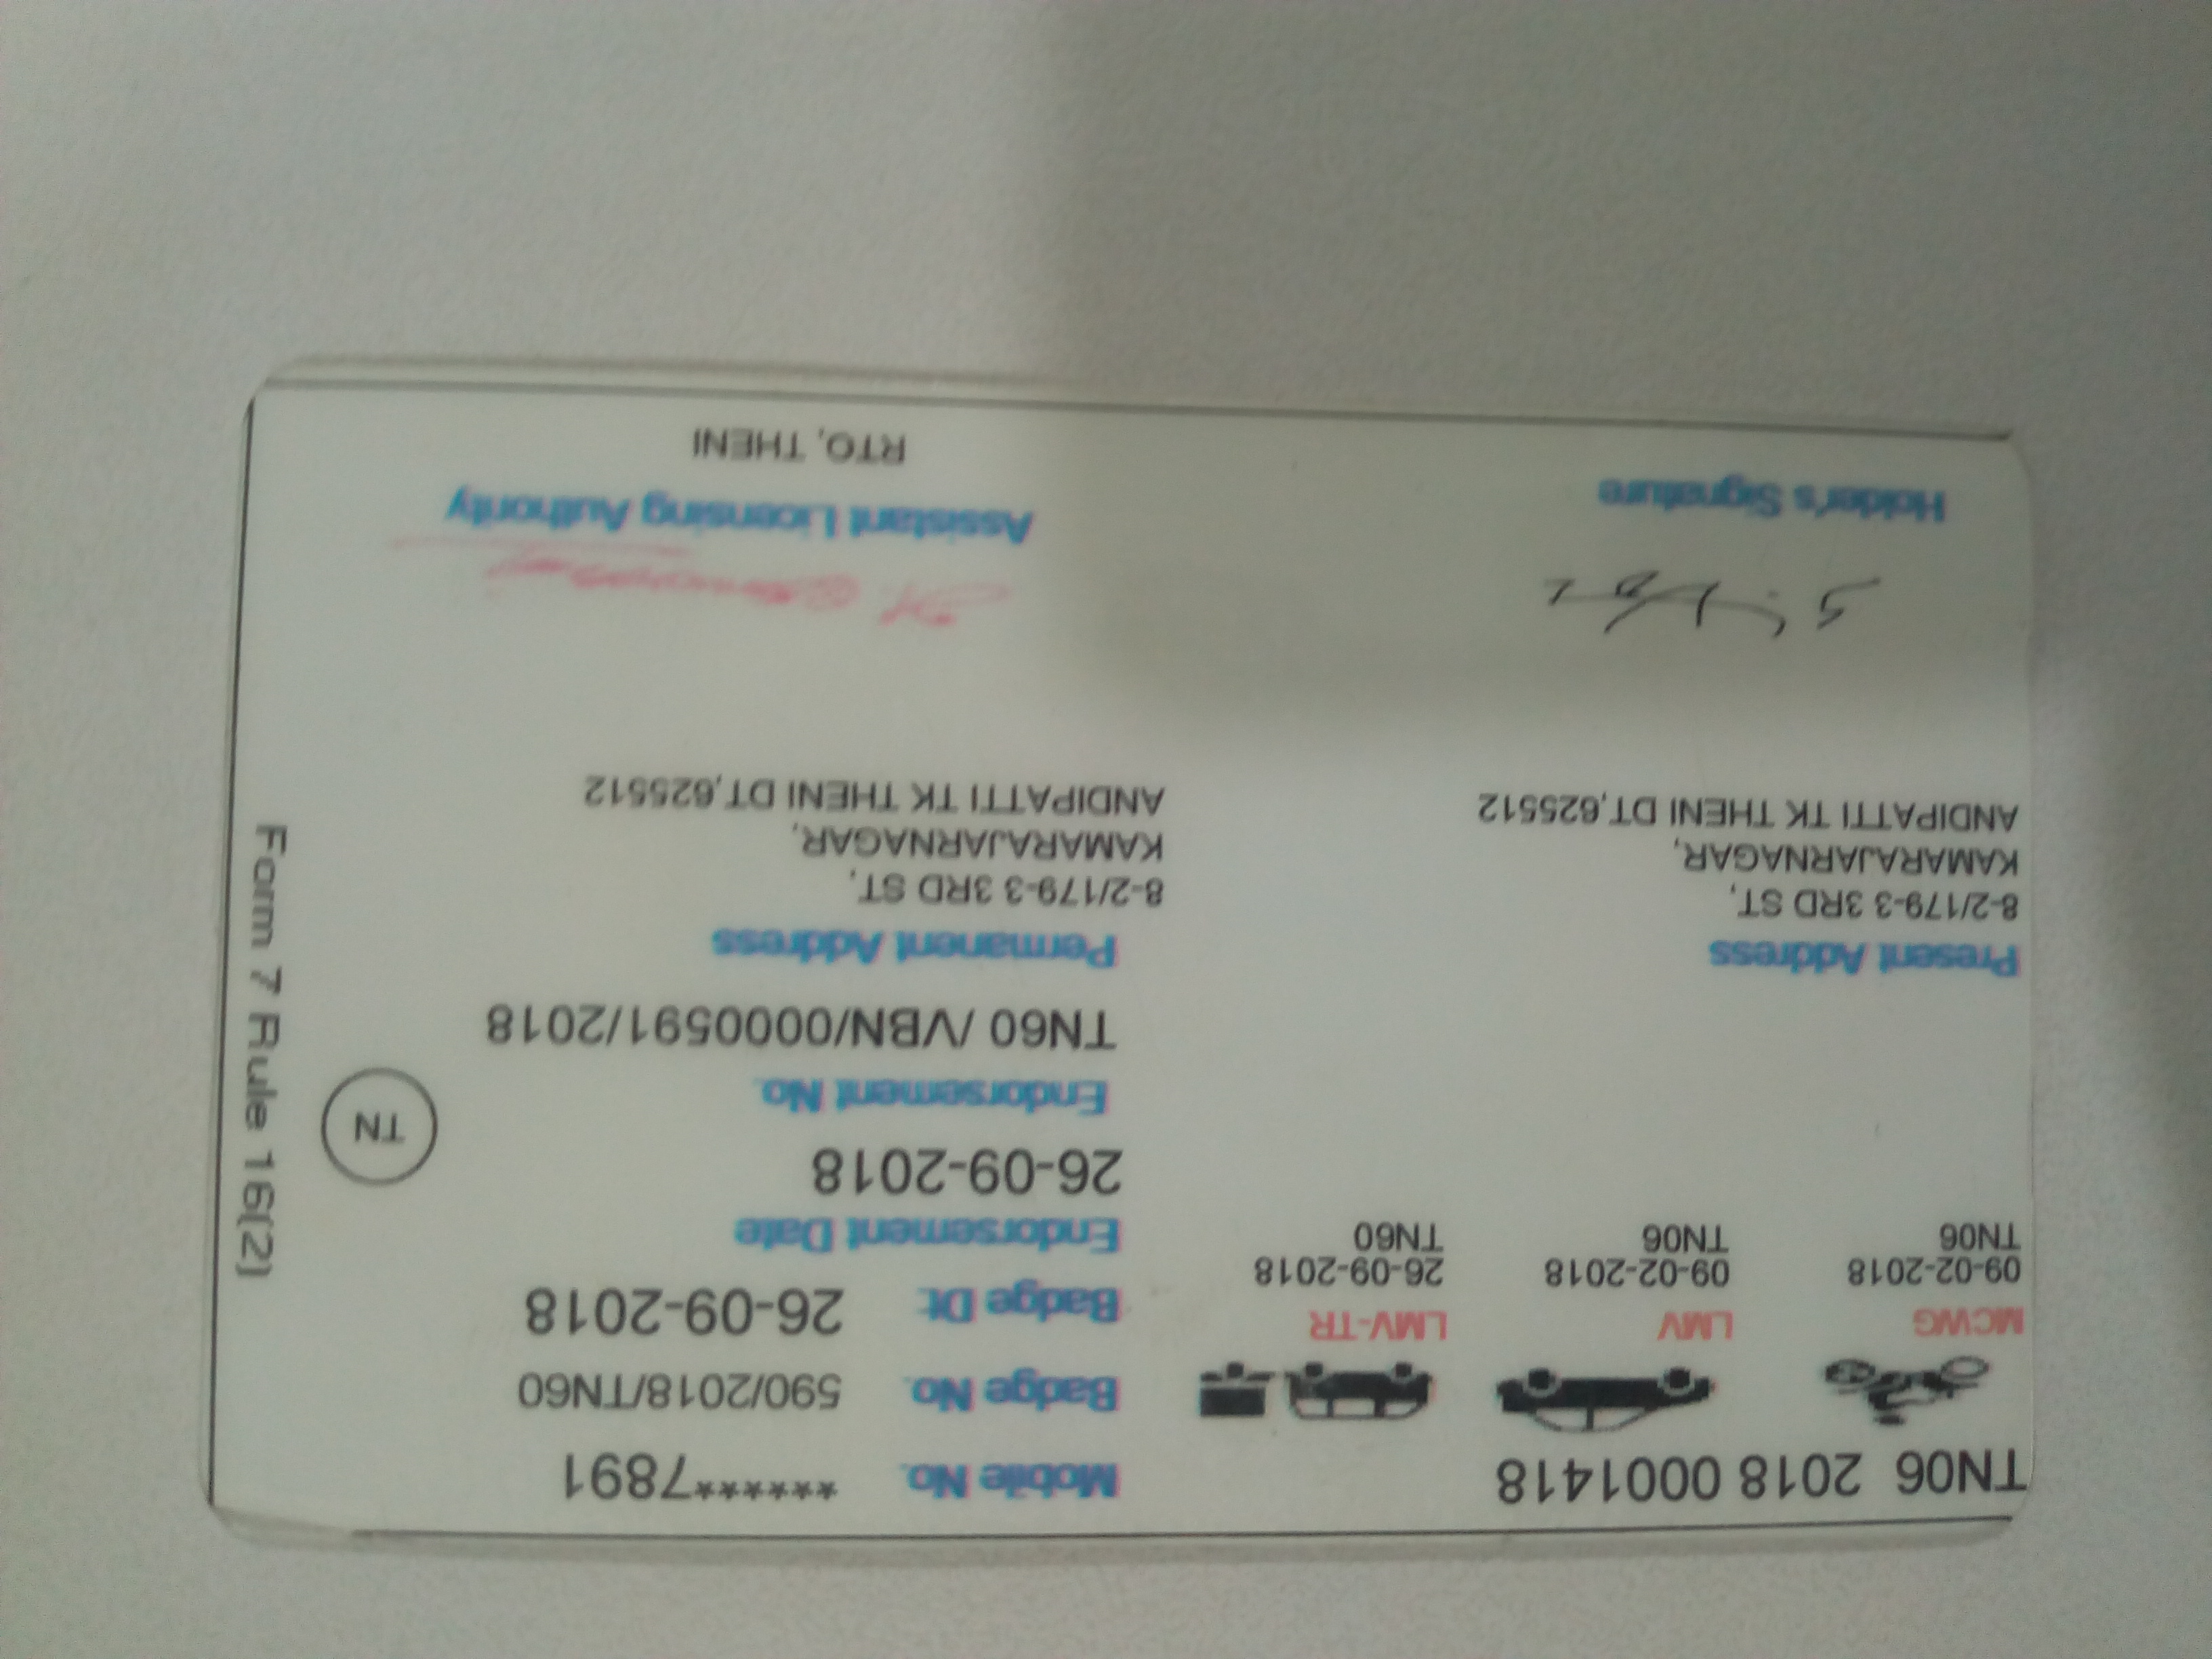 TN06 2018 0001418
MCWG
09-02-2018
TN06
LMV
09-02-2018
TN06
LMV-TR
26-09-2018
TN60
Present Address
8-2/179-3 3RD ST,
KAMARAJARNAGAR,
ANDIPATTI TK THENI DT,625512
Holder's Signature
Mobile No. ******7891
Badge No. 590/2018/TN60
Badge Dt. 26-09-2018
Endorsement Date
26-09-2018
Endorsement No.
TN60 /VBN/0000591/2018
Permanent Address
8-2/179-3 3RD ST,
KAMARAJARNAGAR,
ANDIPATTI TK THENI DT,625512
Assistant Licensing Authority
RTO, THENI
TN
Form 7 Rule 16(2)